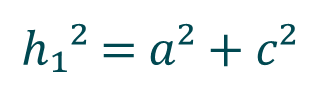 h₁² = a² + c²